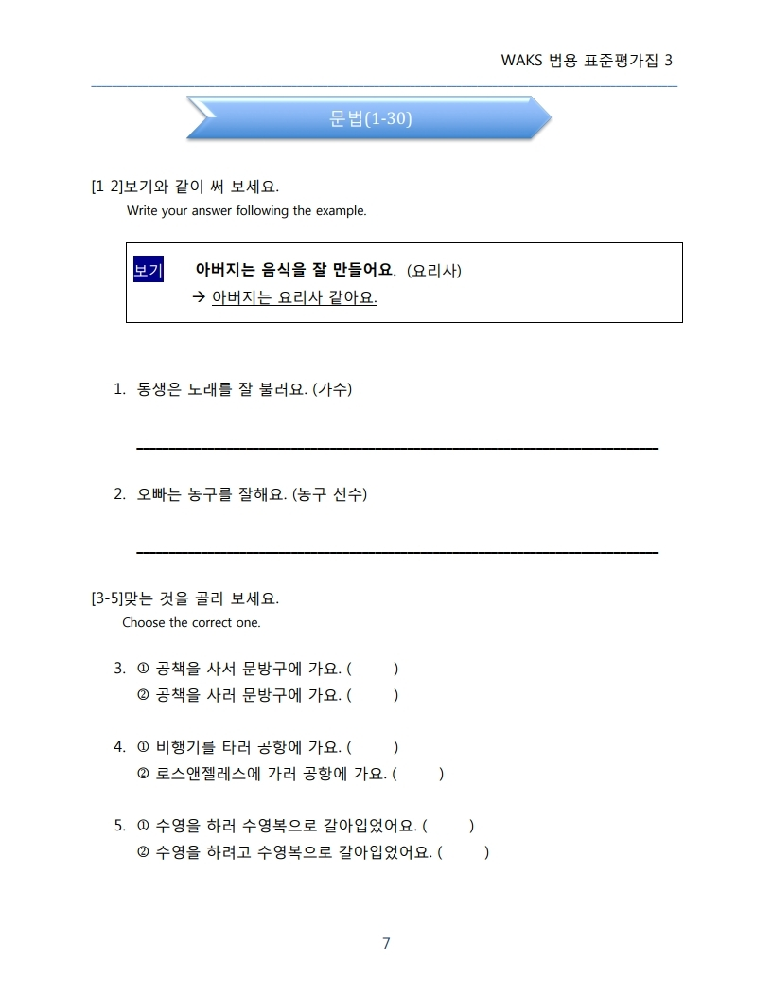 WAKS 범용 표준평가집 3
문법(1-30)
[1-2]보기와 같이 써 보세요.
Write your answer following the example.
보기 아버지는 음식을 잘 만들어요. (요리사)
→ 아버지는 요리사 같아요.
1. 동생은 노래를 잘 불러요. (가수)
2. 오빠는 농구를 잘해요. (농구 선수)
[3-5]맞는 것을 골라 보세요.
Choose the correct one.
3. ① 공책을 사서 문방구에 가요. ( )
② 공책을 사러 문방구에 가요. ( )
4. ① 비행기를 타러 공항에 가요. ( )
② 로스앤젤레스에 가러 공항에 가요. ( )
5. ① 수영을 하러 수영복으로 갈아입었어요. ( )
② 수영을 하려고 수영복으로 갈아입었어요. ( )
7